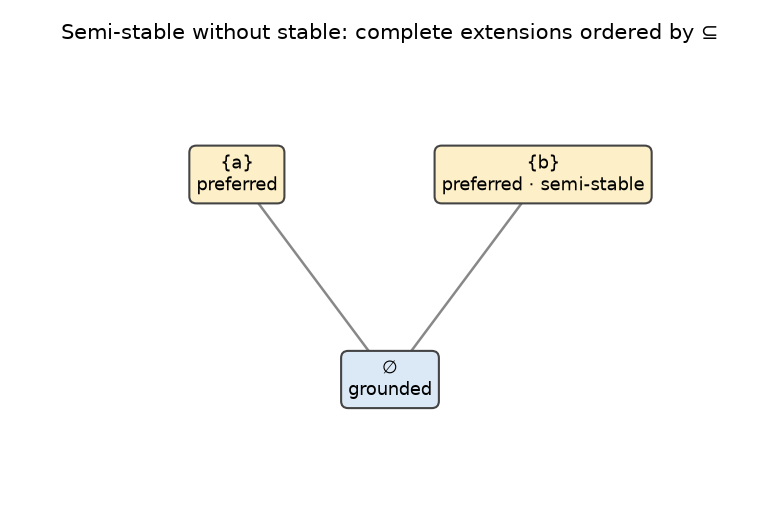 Semi-stable without stable: complete extensions ordered by ⊆
{a}
preferred
{b}
preferred · semi-stable
∅
grounded